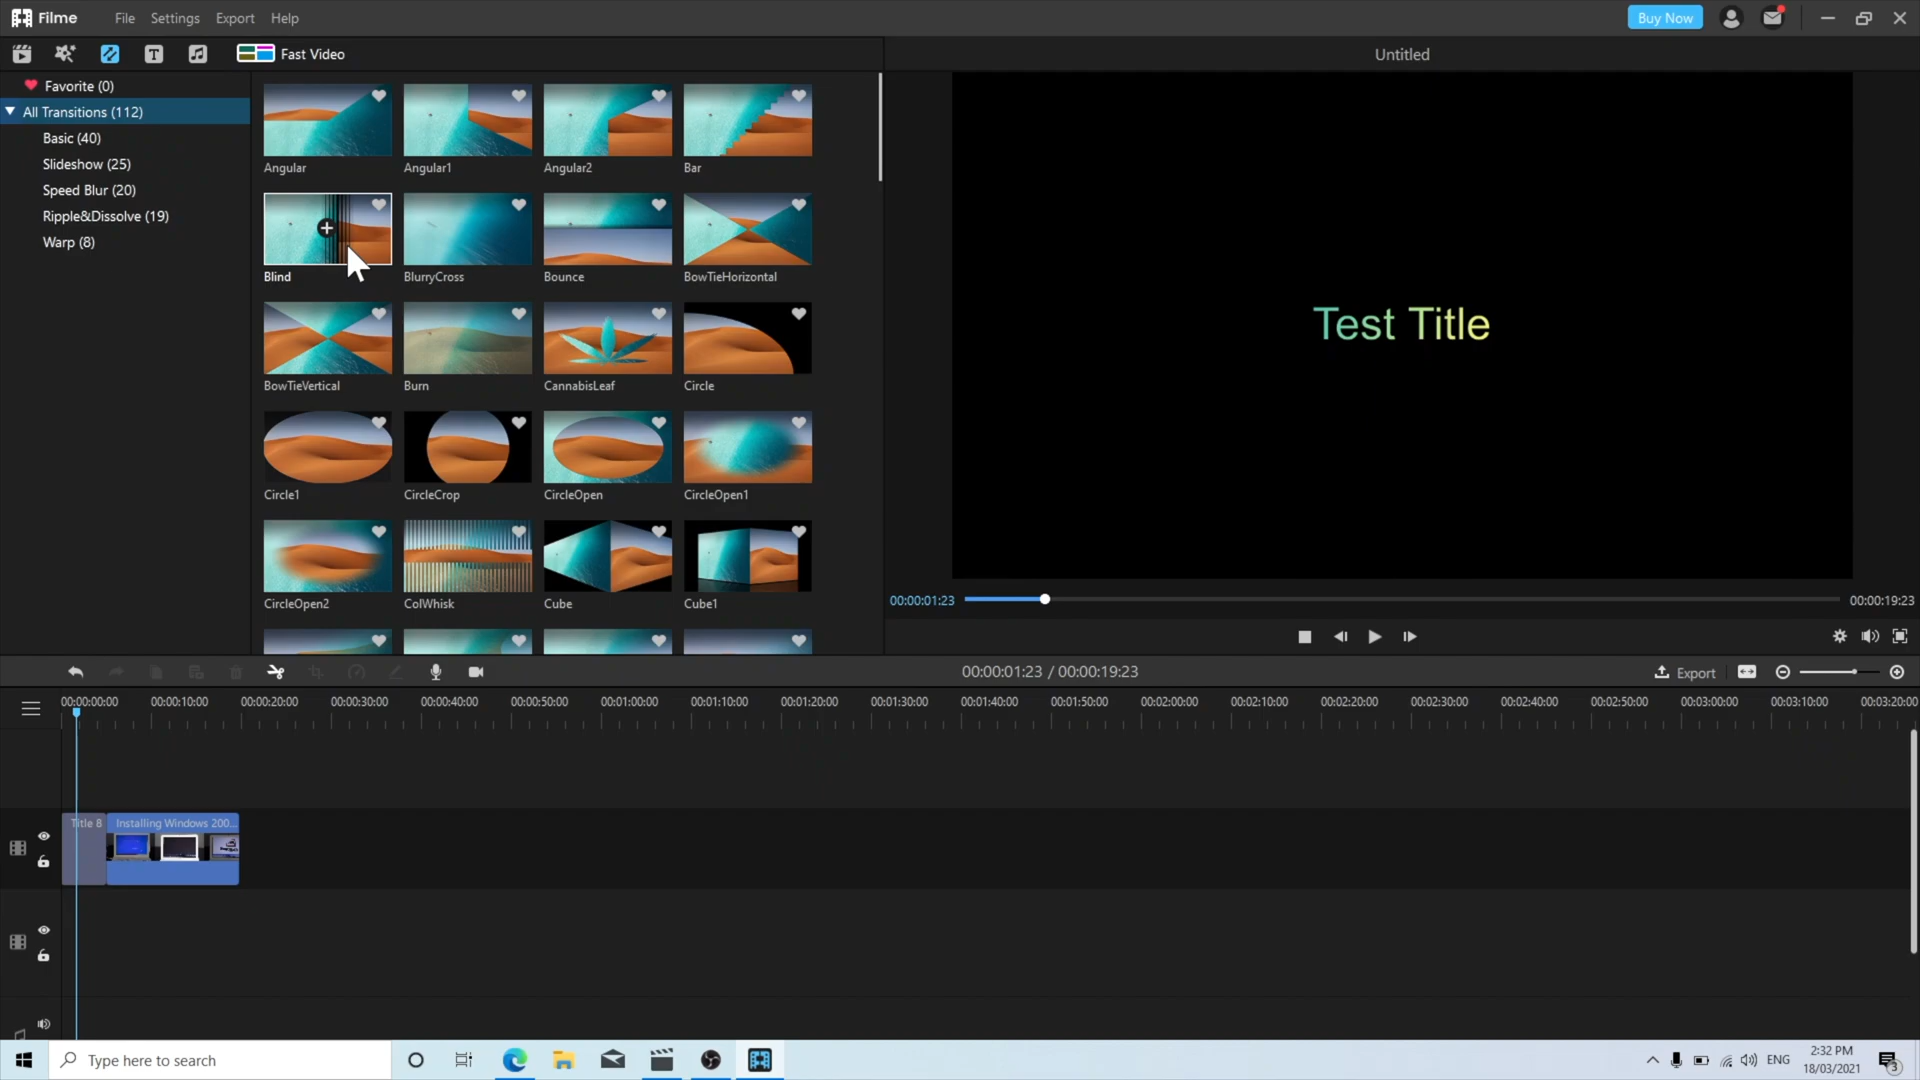 Filme File Settings Export Help Buy Now
T Fast Video Untitled
Favorite (0)
All Transitions (112)
Basic (40)
Slideshow (25)
Speed Blur (20)
Ripple&Dissolve (19)
Warp (8)
Angular Angular1 Angular2 Bar
Blind BlurryCross Bounce BowTieHorizontal
BowTieVertical Burn CannabisLeaf Circle
Circle1 CircleCrop CircleOpen CircleOpen1
CircleOpen2 ColWhisk Cube Cube1
Test Title
00:00:01:23 00:00:19:23
00:00:01:23 / 00:00:19:23 Export
00:00:00:00 00:00:10:00 00:00:20:00 00:00:30:00 00:00:40:00 00:00:50:00 00:01:00:00 00:01:10:00 00:01:20:00 00:01:30:00 00:01:40:00 00:01:50:00 00:02:00:00 00:02:10:00 00:02:20:00 00:02:30:00 00:02:40:00 00:02:50:00 00:03:00:00 00:03:10:00 00:03:20:00
Title 8 Installing Windows 200...
Type here to search ENG 2:32 PM
18/03/2021 3